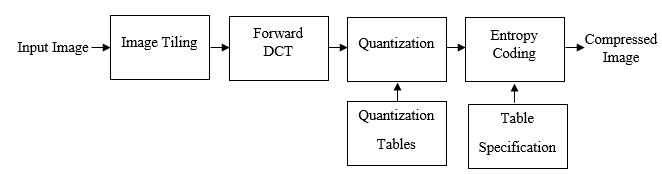 Input Image
Image Tiling
Forward
DCT
Quantization
Entropy
Coding
Compressed
Image
Quantization
Tables
Table
Specification